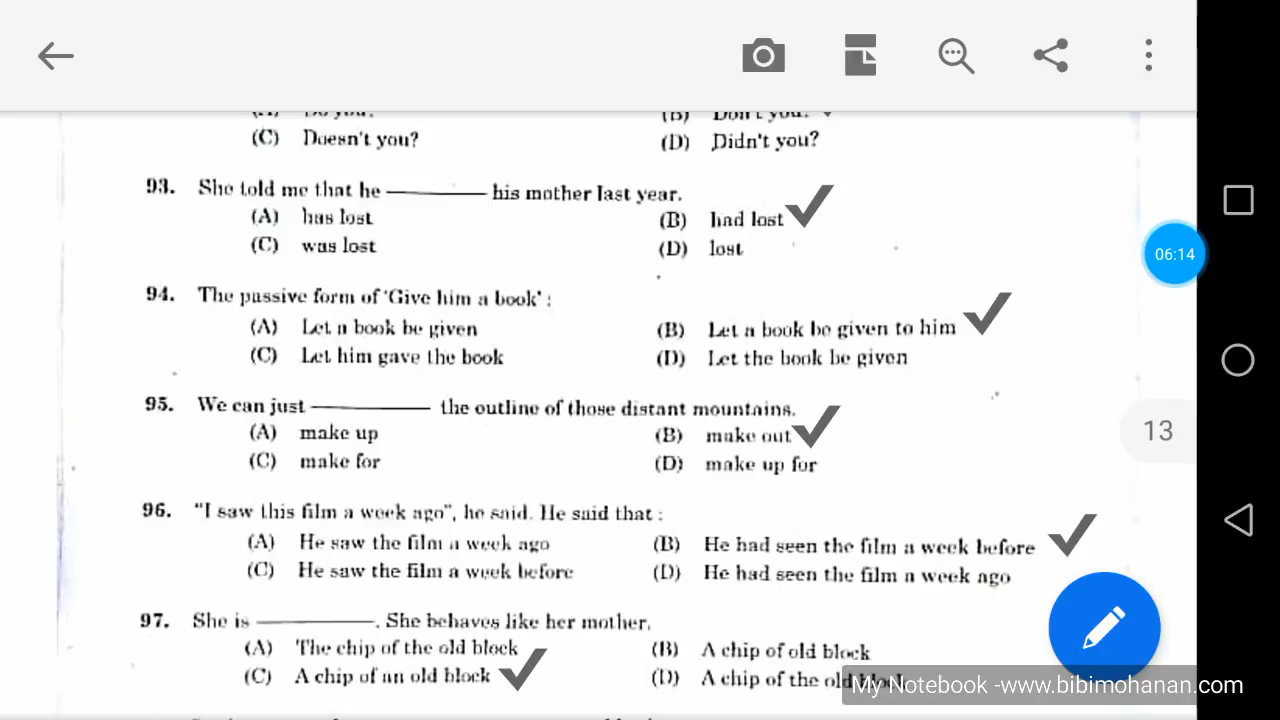 (C) Doesn't you? (D) Didn't you?
93. She told me that he ———— his mother last year.
(A) has lost (B) had lost
(C) was lost (D) lost
06:14
94. The passive form of 'Give him a book' :
(A) Let a book be given (B) Let a book be given to him
(C) Let him gave the book (D) Let the book be given
95. We can just ———— the outline of those distant mountains.
13
(A) make up (B) make out
(C) make for (D) make up for
96. "I saw this film a week ago", he said. He said that :
(A) He saw the film a week ago (B) He had seen the film a week before
(C) He saw the film a week before (D) He had seen the film a week ago
97. She is ————. She behaves like her mother.
(A) The chip of the old block (B) A chip of old block
(C) A chip of an old block (D) A chip of the old
My Notebook -www.bibimohanan.com